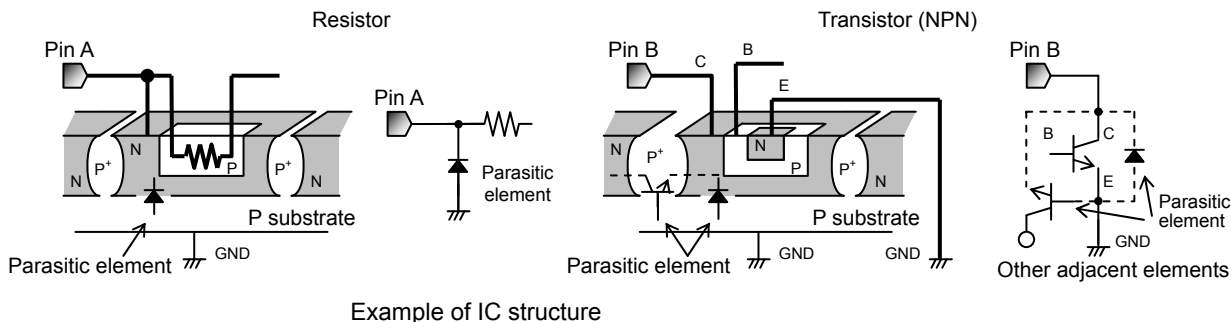 Resistor
Pin A
N
P+
N
P
P+
N
P substrate
GND
Parasitic element
Pin A
Parasitic
element
Transistor (NPN)
Pin B
C
B
E
N
P+
N
P
P+
N
P substrate
GND
Parasitic element
Pin B
B
C
E
Parasitic
element
GND
Other adjacent elements
Example of IC structure